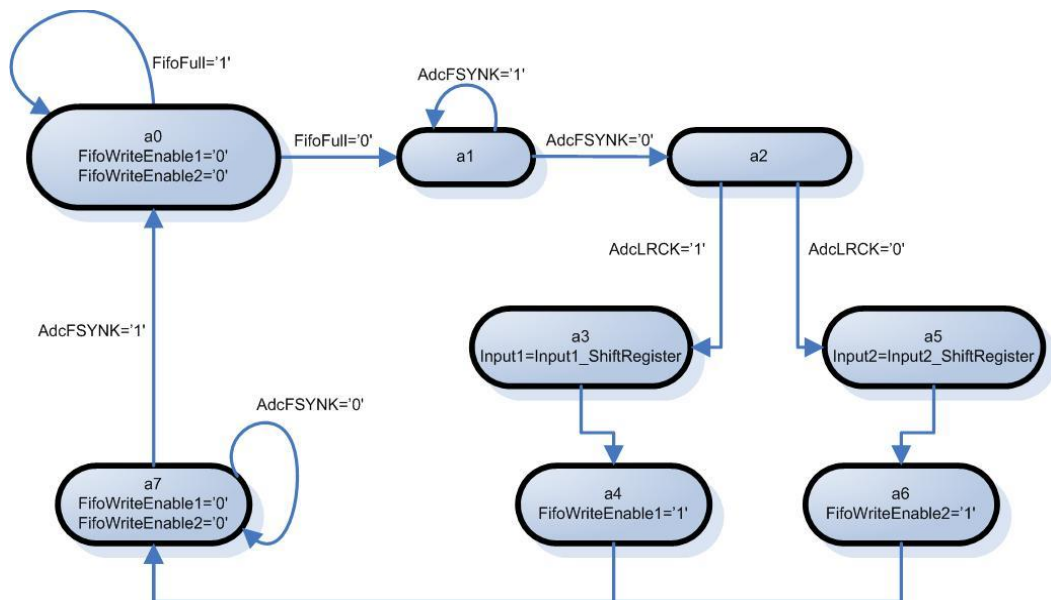 FifoFull='1'
a0
FifoWriteEnable1='0'
FifoWriteEnable2='0'
FifoFull='0'
AdcFSYNK='1'
a1
AdcFSYNK='0'
a2
AdcLRCK='1'
AdcLRCK='0'
a3
Input1=Input1_ShiftRegister
a5
Input2=Input2_ShiftRegister
AdcFSYNK='1'
AdcFSYNK='0'
a7
FifoWriteEnable1='0'
FifoWriteEnable2='0'
a4
FifoWriteEnable1='1'
a6
FifoWriteEnable2='1'